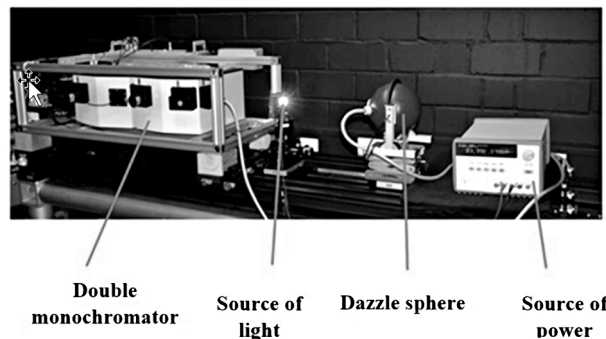 Double
monochromator
Source of
light
Dazzle sphere
Source of
power